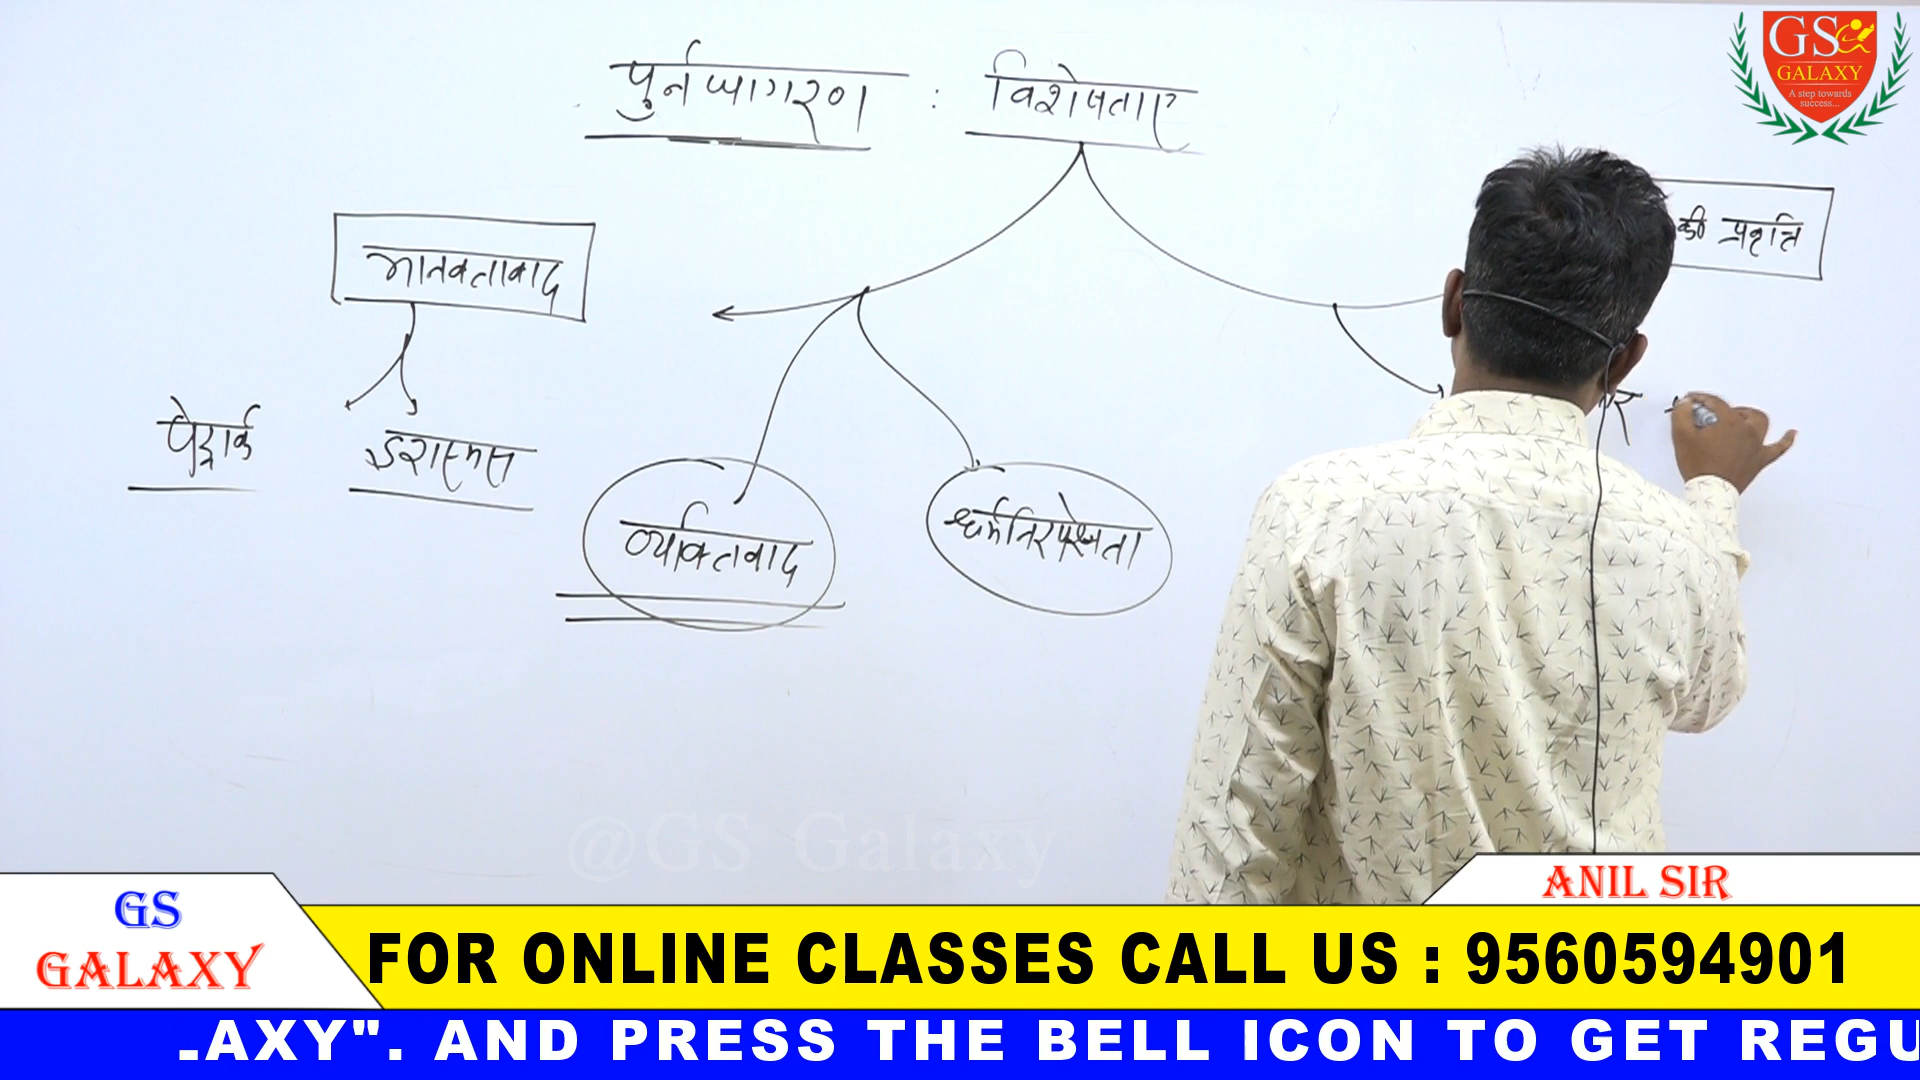 पुर्नजागरण : विशेषताए
GS
GALAXY
A step towards
success...
मानवतावाद
की प्रवृत्ति
पेट्रार्क
इरास्मस
व्यक्तिवाद
धर्मनिरपेक्षता
@GS Galaxy
ANIL SIR
GS
GALAXY
FOR ONLINE CLASSES CALL US : 9560594901
AXY". AND PRESS THE BELL ICON TO GET REGU